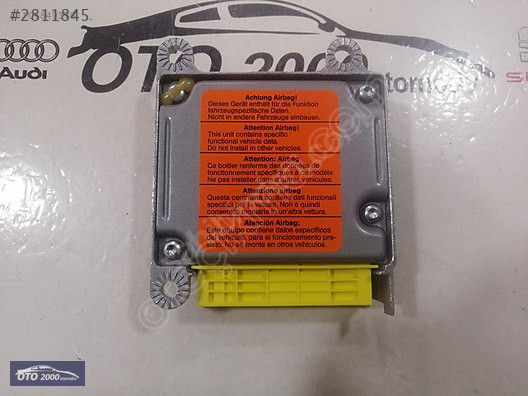 #2811845
Audi
OTO 2000
otomotiv
Achtung Airbag!
Dieses Gerät enthält für die Funktion
fahrzeugspezifische Daten.
Nicht in andere Fahrzeuge einbauen.
Attention Airbag!
This unit contains specific
functional vehicle data.
Do not install in other vehicles.
Attention: Airbag
Ce boîtier renferme des données de
fonctionnement spécifiques à ce modèle.
Ne pas installer dans d'autres véhicules.
Attenzione airbag
Questa centralina contiene dati funzionali
specifici per la vettura. Non è quindi
consentito montarla in un'altra vettura.
Atención Airbag:
Este equipo contiene datos específicos
del vehículo, para el funcionamiento pre-
visto. No se monte en otros vehículos.
OTO 2000